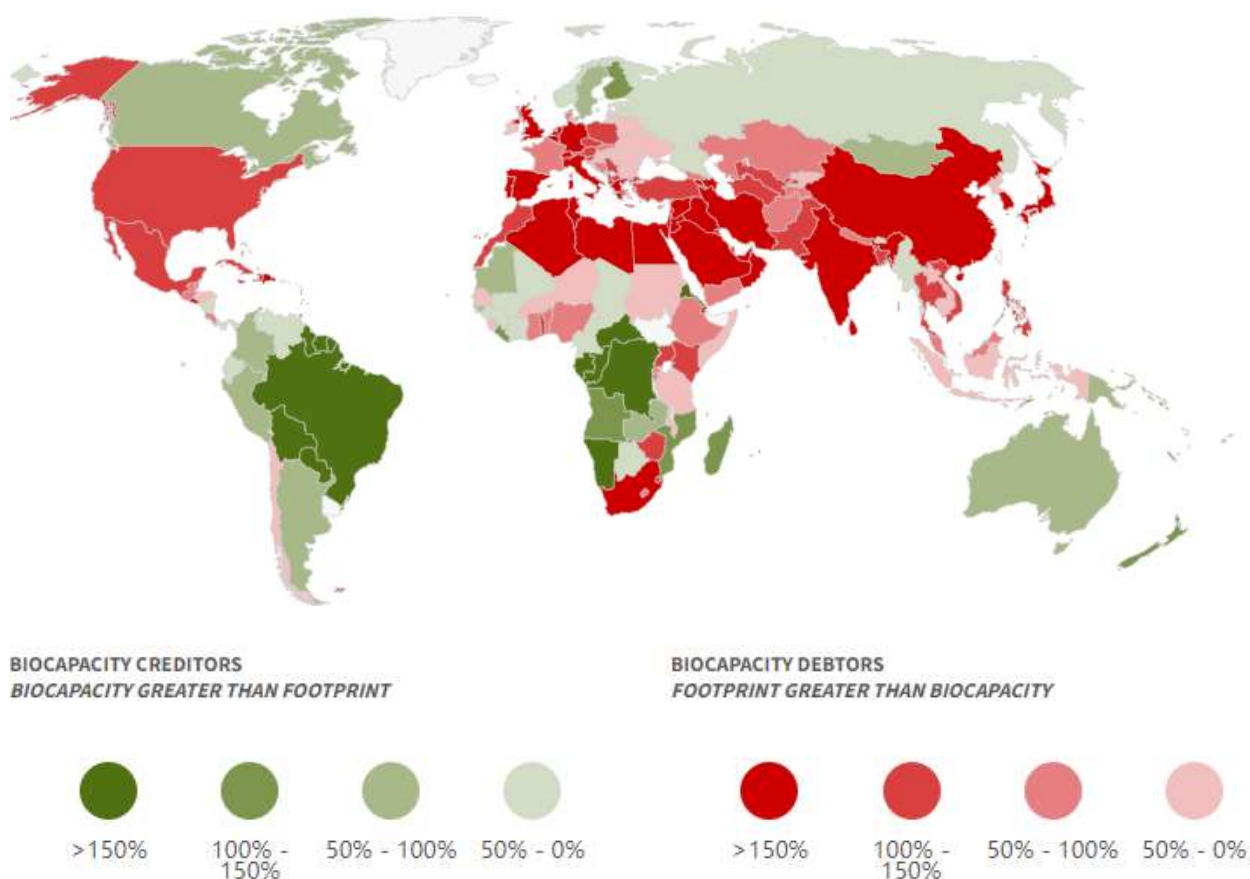 BIOCAPACITY CREDITORS
BIOCAPACITY GREATER THAN FOOTPRINT
>150%
100% -
150%
50% - 100%
50% - 0%
BIOCAPACITY DEBTORS
FOOTPRINT GREATER THAN BIOCAPACITY
>150%
100% -
150%
50% - 100%
50% - 0%